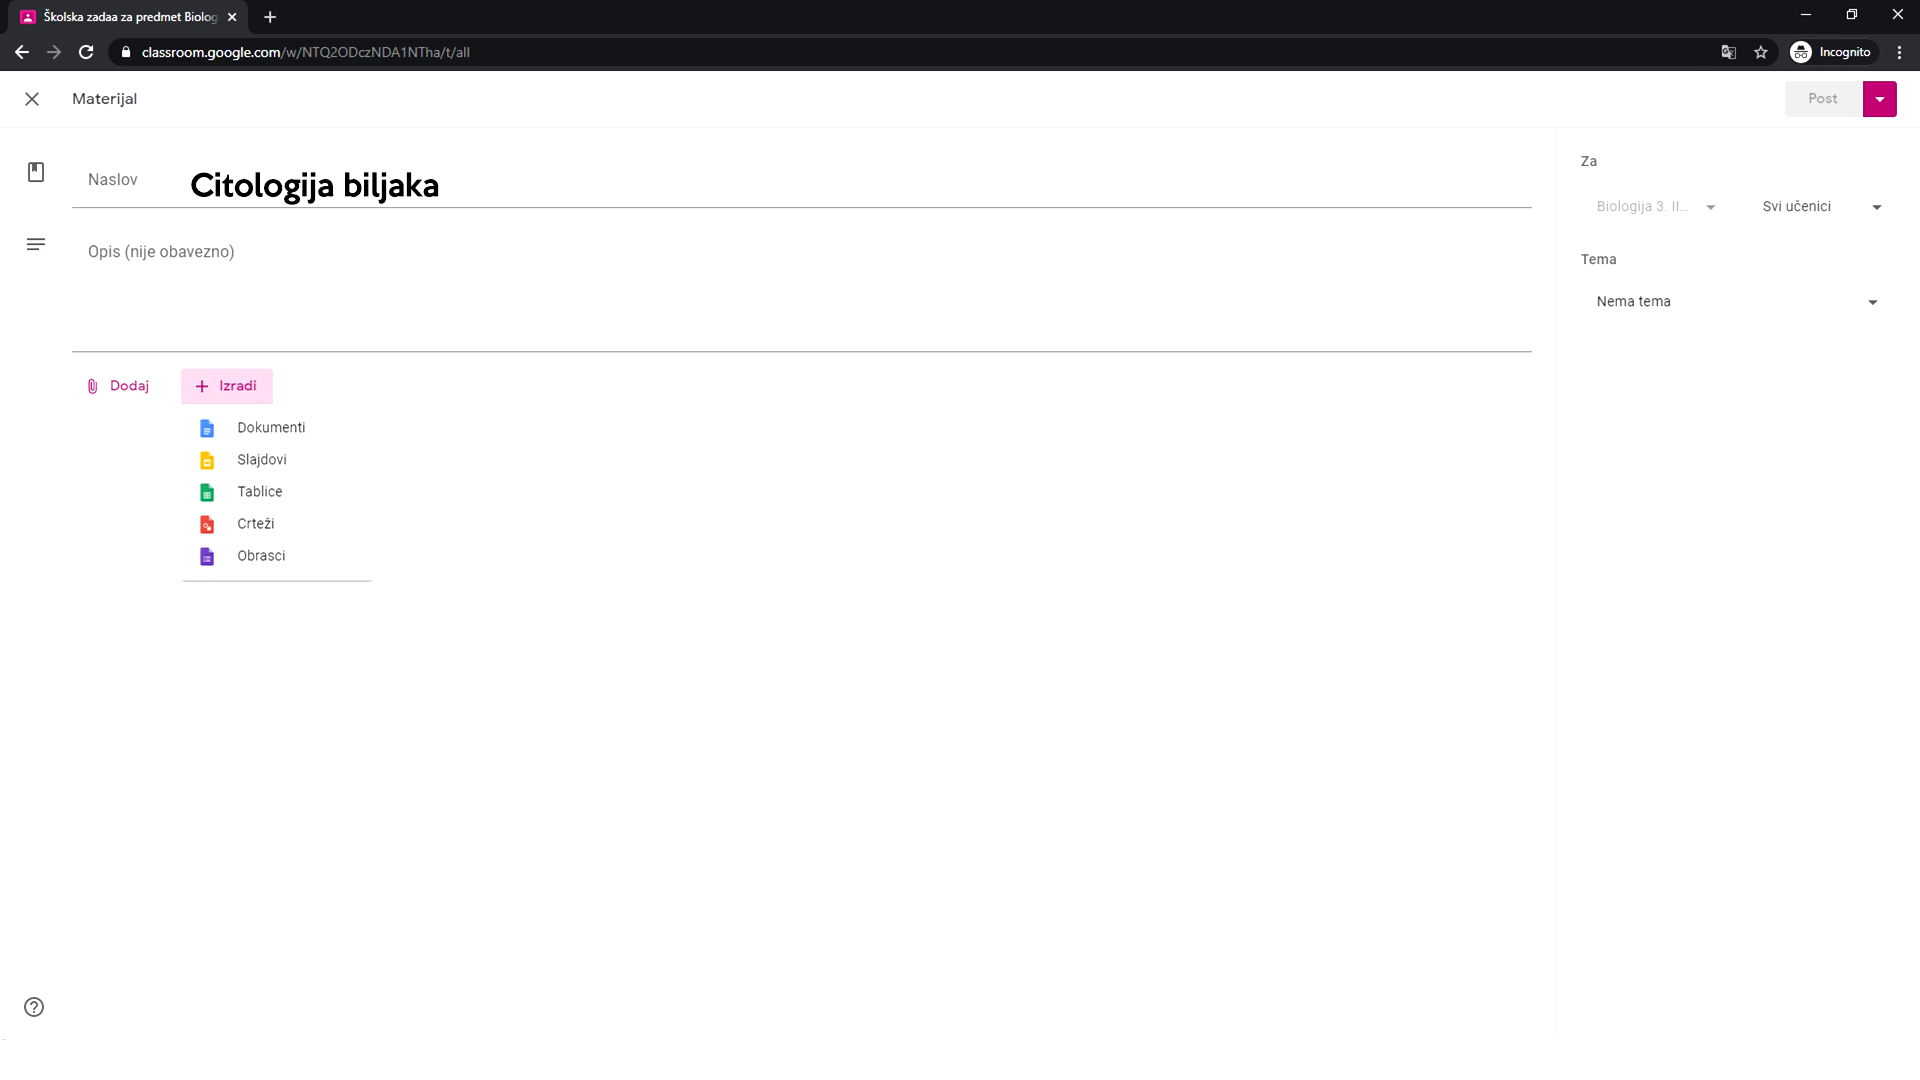 Školska zadaa za predmet Biolog
classroom.google.com/w/NTQ2ODczNDA1NTha/t/all
Incognito
Materijal
Post
Naslov Citologija biljaka
Za
Biologija 3. II... Svi učenici
Opis (nije obavezno)
Tema
Nema tema
Dodaj Izradi
Dokumenti
Slajdovi
Tablice
Crteži
Obrasci